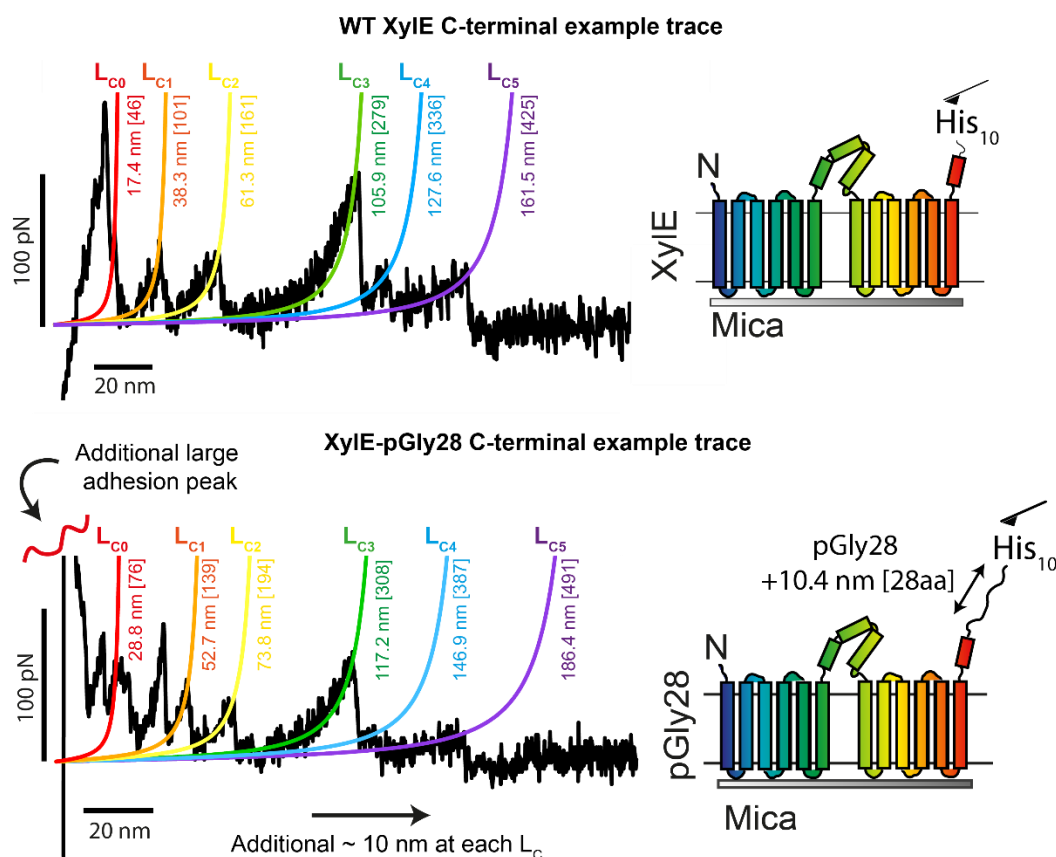 WT XylE C-terminal example trace
LC0 LC1 LC2 LC3 LC4 LC5
17.4 nm [46]
38.3 nm [101]
61.3 nm [161]
105.9 nm [279]
127.6 nm [336]
161.5 nm [425]
100 pN
20 nm
His10
N
XylE
Mica
XylE-pGly28 C-terminal example trace
Additional large
adhesion peak
LC0 LC1 LC2 LC3 LC4 LC5
28.8 nm [76]
52.7 nm [139]
73.8 nm [194]
117.2 nm [308]
146.9 nm [387]
186.4 nm [491]
100 pN
20 nm
Additional ~ 10 nm at each LC
pGly28
+10.4 nm [28aa]
His10
N
pGly28
Mica